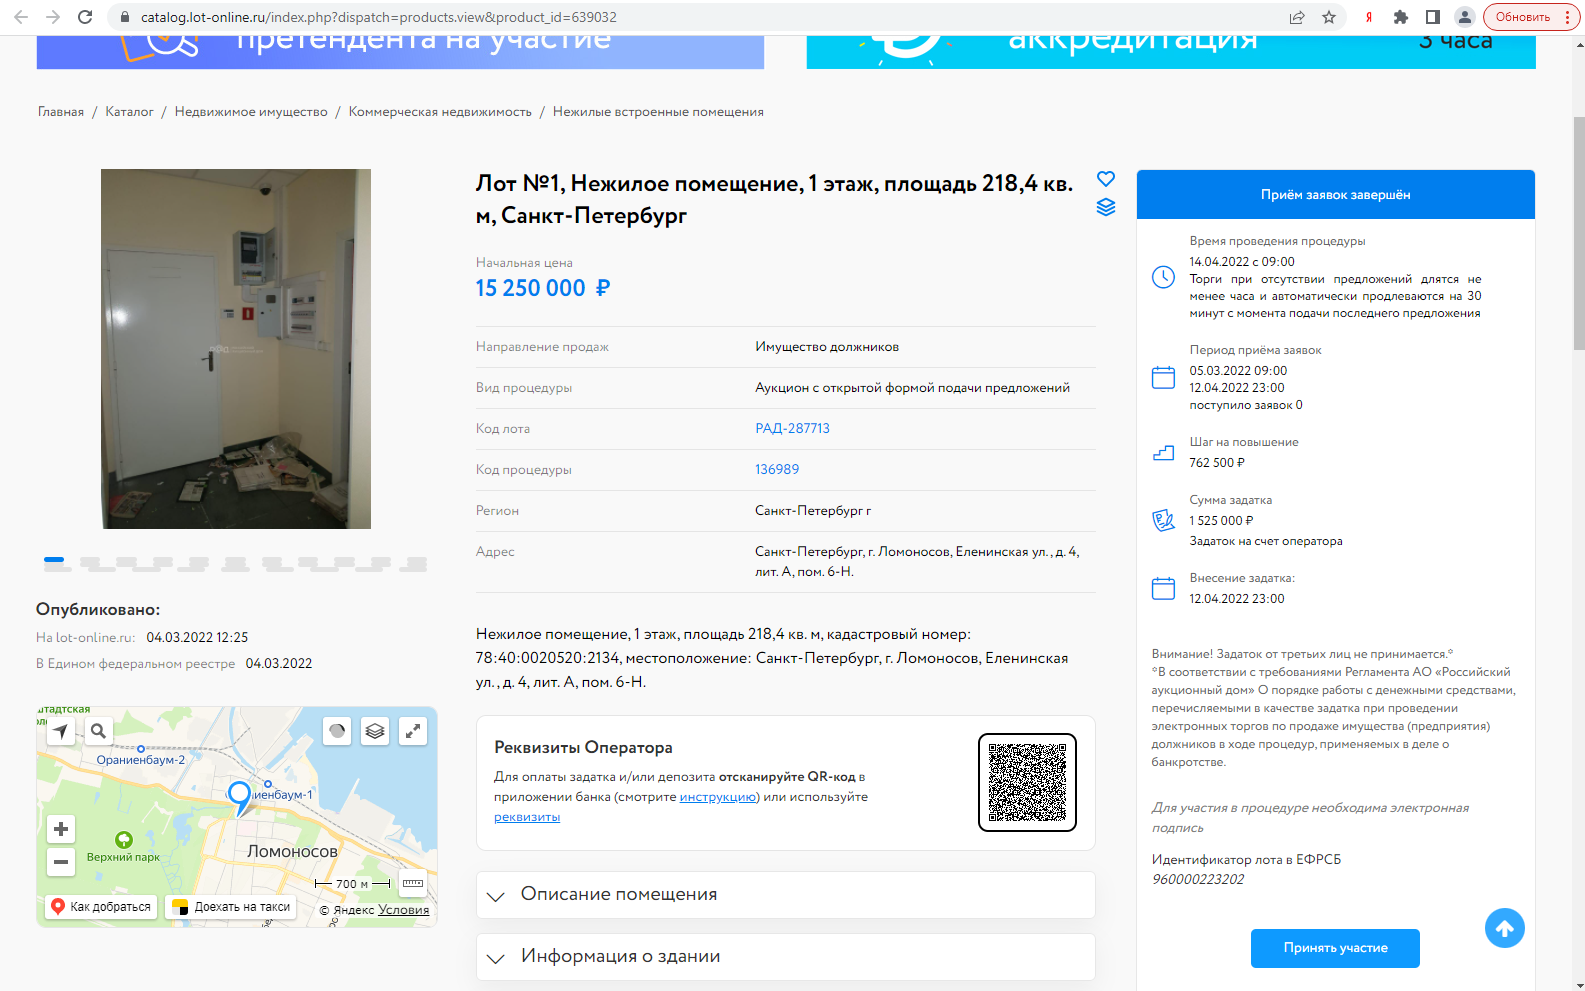 catalog.lot-online.ru/index.php?dispatch=products.view&product_id=639032
Я
Обновить
претендента на участие
аккредитация
3 часа
Главная / Каталог / Недвижимое имущество / Коммерческая недвижимость / Нежилые встроенные помещения
Лот №1, Нежилое помещение, 1 этаж, площадь 218,4 кв.
м, Санкт-Петербург
Начальная цена
15 250 000 ₽
Направление продаж Имущество должников
Вид процедуры Аукцион с открытой формой подачи предложений
Код лота РАД-287713
Код процедуры 136989
Регион Санкт-Петербург г
Адрес Санкт-Петербург, г. Ломоносов, Еленинская ул., д. 4,
лит. А, пом. 6-Н.
Опубликовано:
На lot-online.ru: 04.03.2022 12:25
В Едином федеральном реестре 04.03.2022
Ораниенбаум-2
иенбаум-1
Верхний парк
Ломоносов
700 м
Как добраться
Доехать на такси
© Яндекс Условия
Нежилое помещение, 1 этаж, площадь 218,4 кв. м, кадастровый номер:
78:40:0020520:2134, местоположение: Санкт-Петербург, г. Ломоносов, Еленинская
ул., д. 4, лит. А, пом. 6-Н.
Реквизиты Оператора
Для оплаты задатка и/или депозита отсканируйте QR-код в
приложении банка (смотрите инструкцию) или используйте
реквизиты
Описание помещения
Информация о здании
Приём заявок завершён
Время проведения процедуры
14.04.2022 с 09:00
Торги при отсутствии предложений длятся не
менее часа и автоматически продлеваются на 30
минут с момента подачи последнего предложения
Период приёма заявок
05.03.2022 09:00
12.04.2022 23:00
поступило заявок 0
Шаг на повышение
762 500 ₽
Сумма задатка
1 525 000 ₽
Задаток на счет оператора
Внесение задатка:
12.04.2022 23:00
Внимание! Задаток от третьих лиц не принимается.*
*В соответствии с требованиями Регламента АО «Российский
аукционный дом» О порядке работы с денежными средствами,
перечисляемыми в качестве задатка при проведении
электронных торгов по продаже имущества (предприятия)
должников в ходе процедур, применяемых в деле о
банкротстве.
Для участия в процедуре необходима электронная
подпись
Идентификатор лота в ЕФРСБ
960000223202
Принять участие